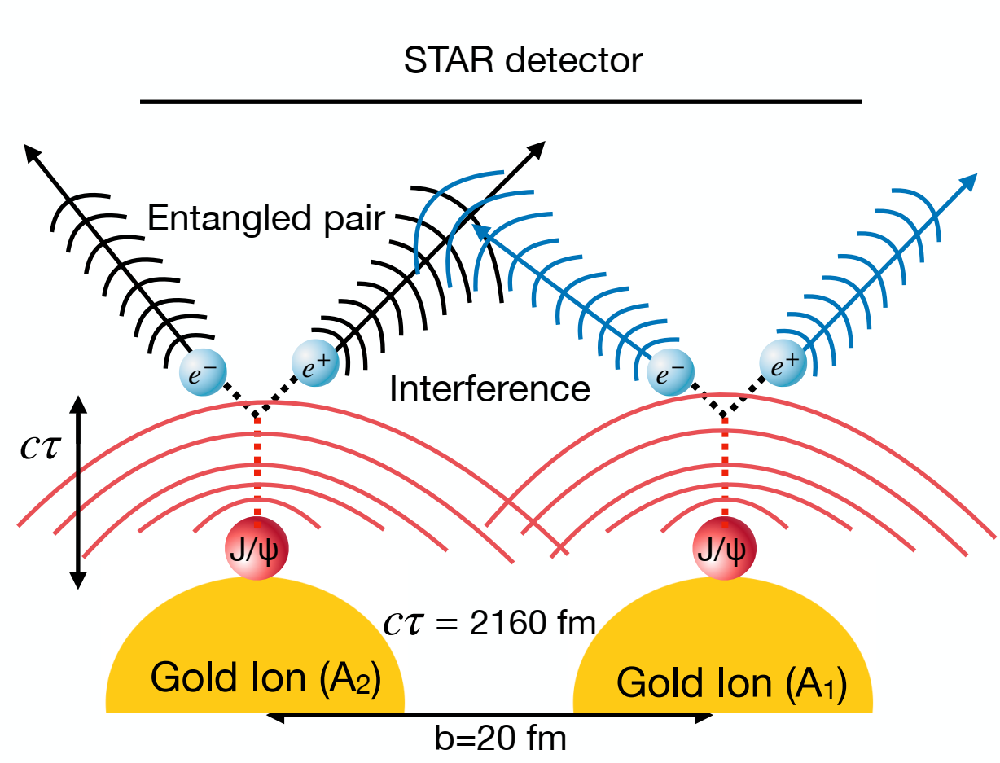 STAR detector
Entangled pair
e⁻
e⁺
e⁻
e⁺
Interference
cτ
J/ψ
J/ψ
cτ = 2160 fm
Gold Ion (A₂)
Gold Ion (A₁)
b=20 fm